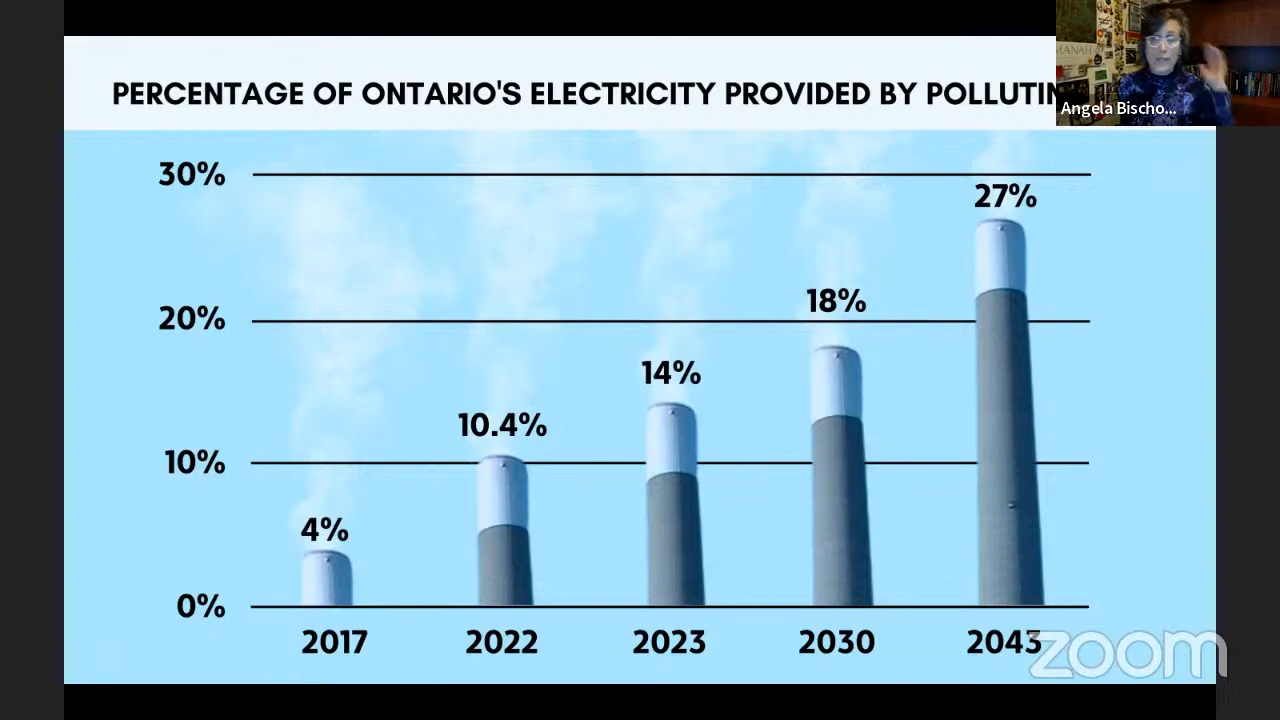 PERCENTAGE OF ONTARIO'S ELECTRICITY PROVIDED BY POLLUTIN
MANAH
Angela Bischo...
30%
27%
20%
18%
14%
10.4%
10%
4%
0%
2017 2022 2023 2030 2043
zoom